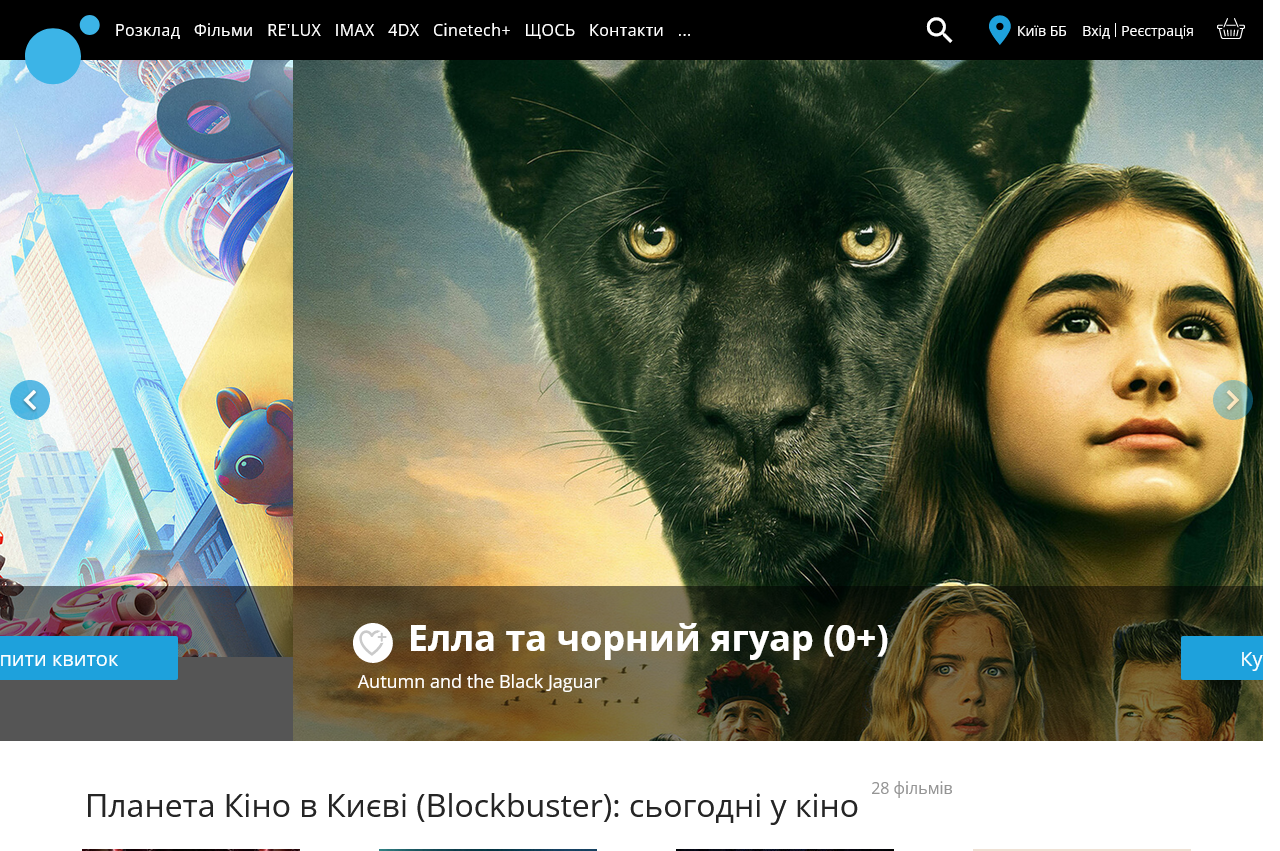 Розклад Фільми RE'LUX IMAX 4DX Cinetech+ ЩОСЬ Контакти ... Київ ББ Вхід | Реєстрація
Елла та чорний ягуар (0+)
пити квиток
Ку
Autumn and the Black Jaguar
28 фільмів
Планета Кіно в Києві (Blockbuster): сьогодні у кіно